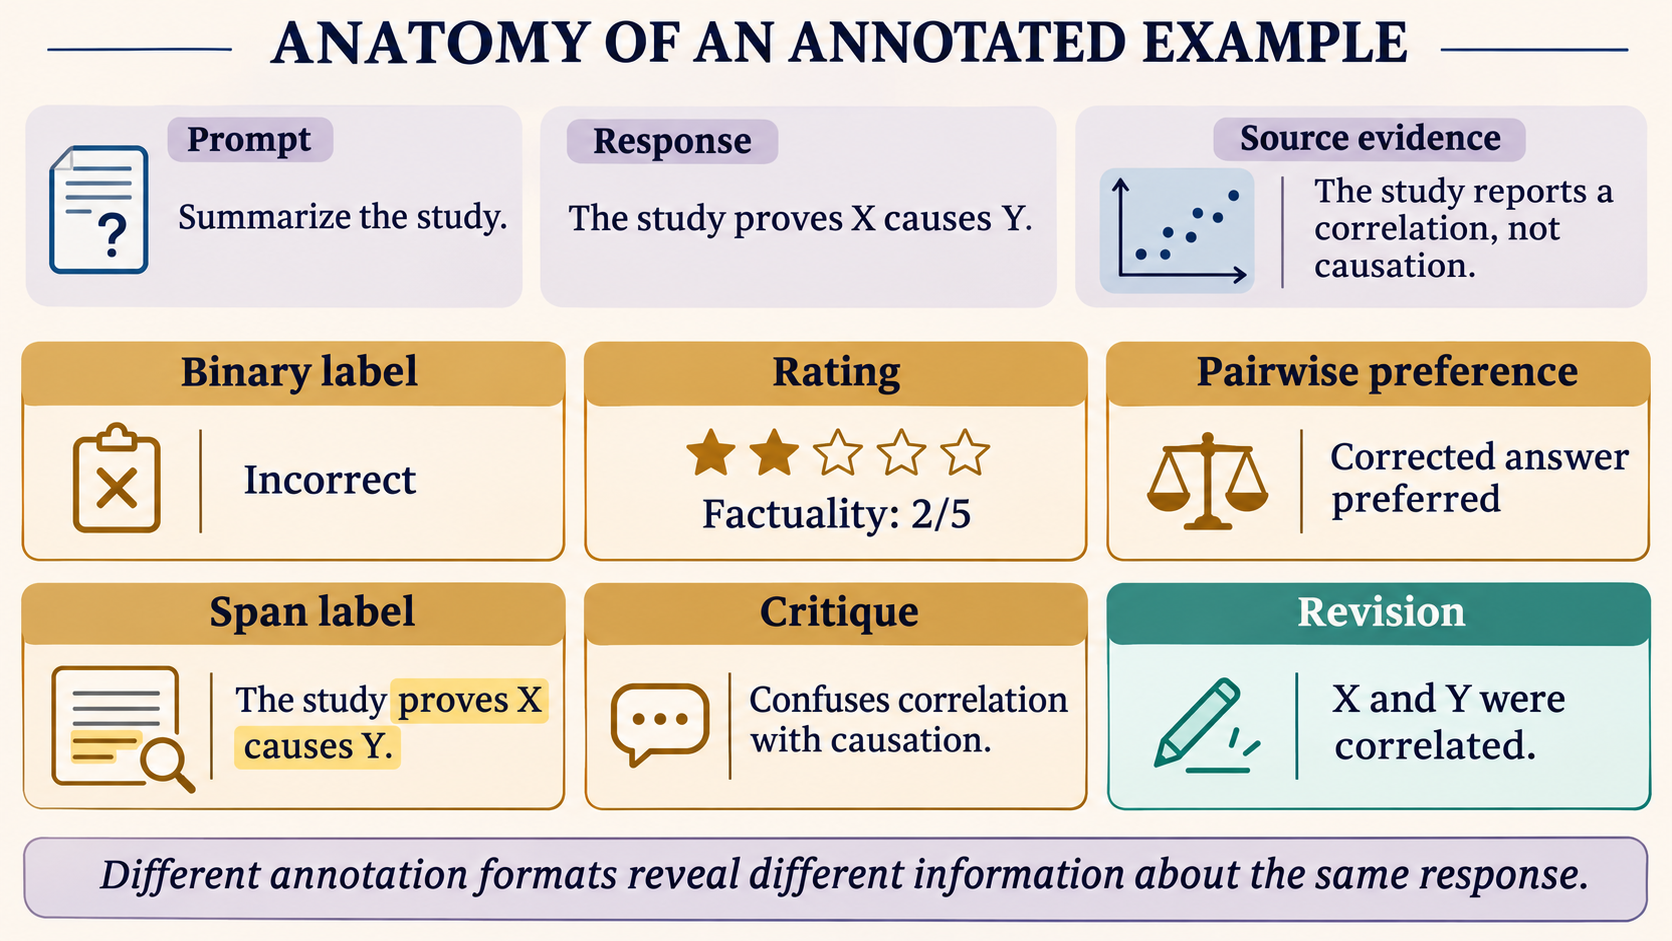 ANATOMY OF AN ANNOTATED EXAMPLE
Prompt
?
Summarize the study.
Response
The study proves X causes Y.
Source evidence
The study reports a
correlation, not
causation.
Binary label
Incorrect
Rating
Factuality: 2/5
Pairwise preference
Corrected answer
preferred
Span label
The study proves X
causes Y.
Critique
Confuses correlation
with causation.
Revision
X and Y were
correlated.
Different annotation formats reveal different information about the same response.